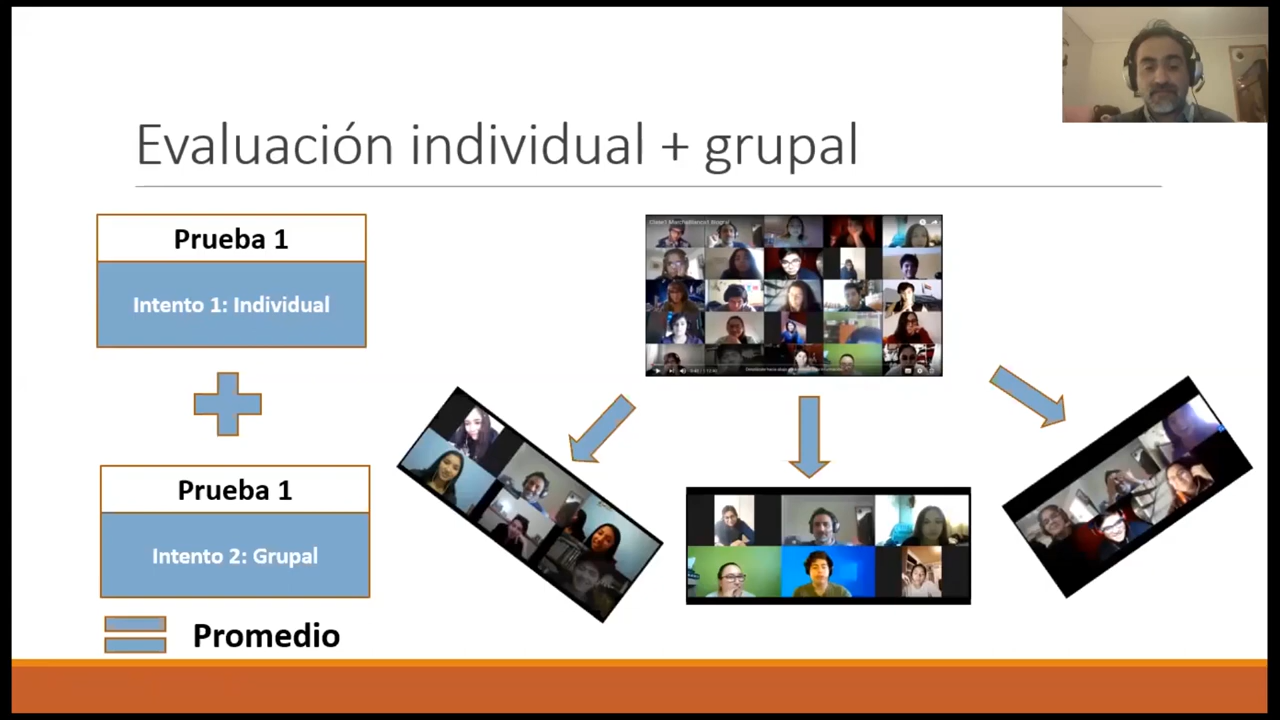 Evaluación individual + grupal
Prueba 1
Intento 1: Individual
Prueba 1
Intento 2: Grupal
Promedio